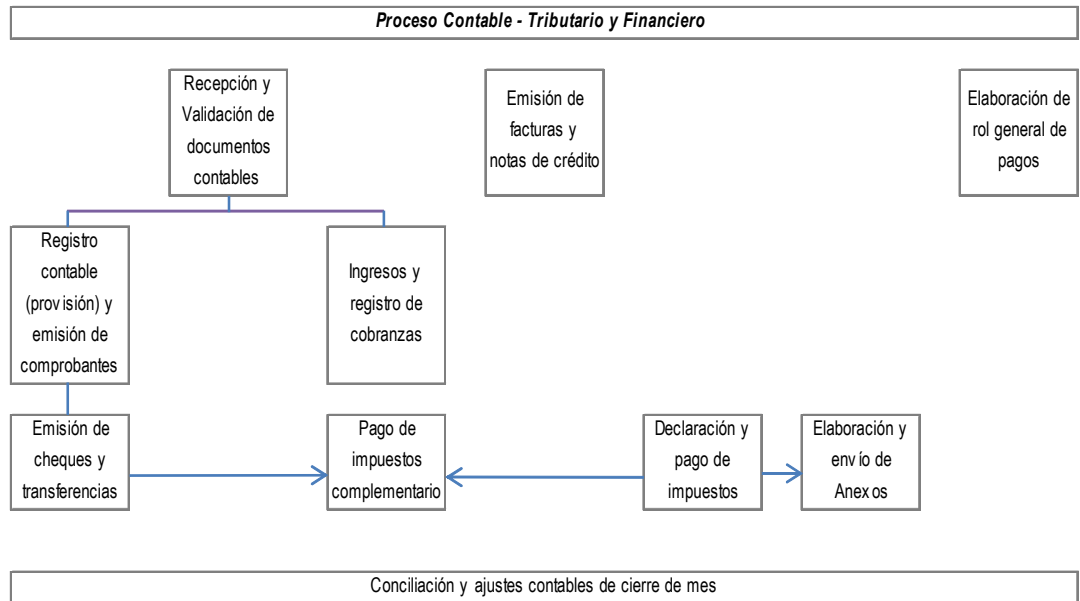 Proceso Contable - Tributario y Financiero
Recepción y
Validación de
documentos
contables
Emisión de
facturas y
notas de crédito
Elaboración de
rol general de
pagos
Registro
contable
(provisión) y
emisión de
comprobantes
Ingresos y
registro de
cobranzas
Emisión de
cheques y
transferencias
Pago de
impuestos
complementario
Declaración y
pago de
impuestos
Elaboración y
envío de
Anexos
Conciliación y ajustes contables de cierre de mes